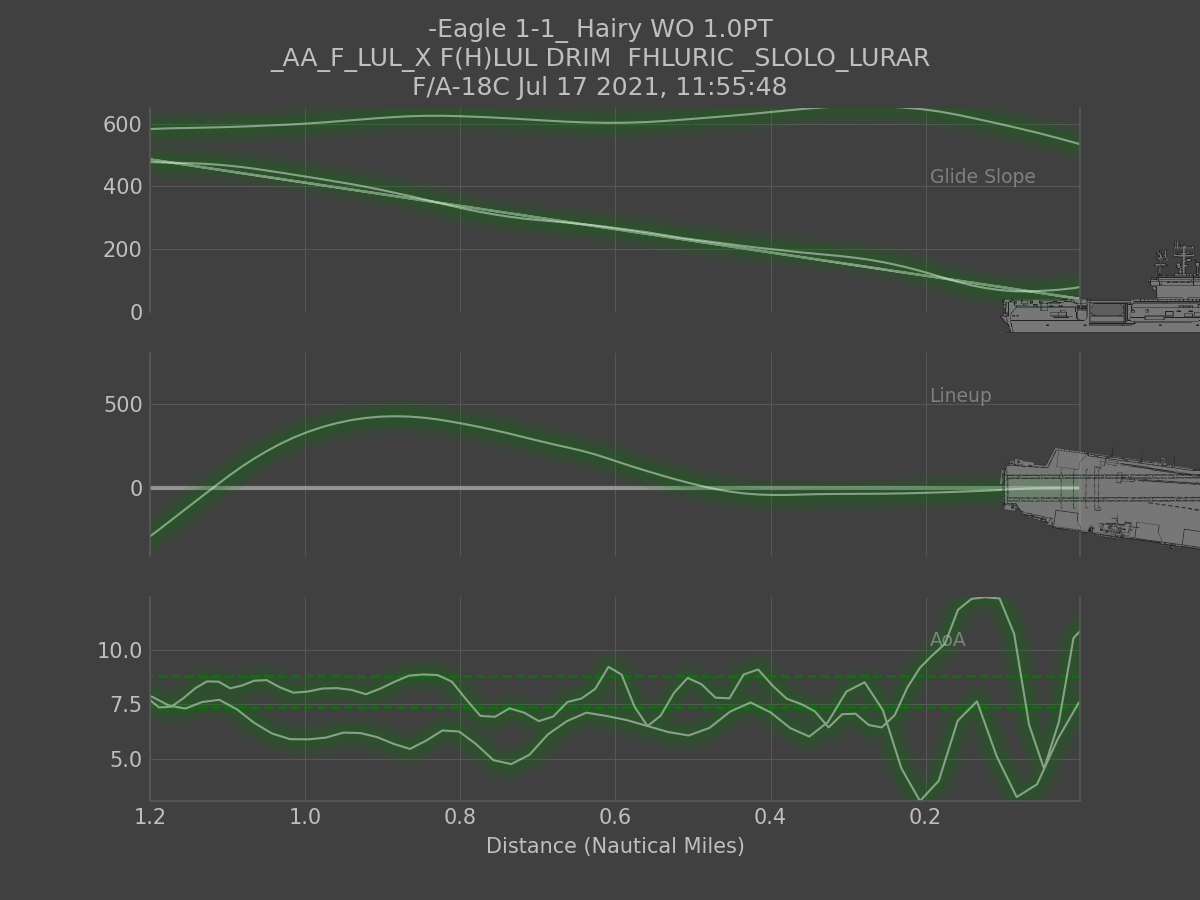 -Eagle 1-1_ Hairy WO 1.0PT
_AA_F_LUL_X F(H)LUL DRIM  FHLURIC _SLOLO_LURAR
F/A-18C Jul 17 2021, 11:55:48
600
Glide Slope
400
200
0
Lineup
500
0
AoA
10.0
7.5
5.0
1.2 1.0 0.8 0.6 0.4 0.2
Distance (Nautical Miles)